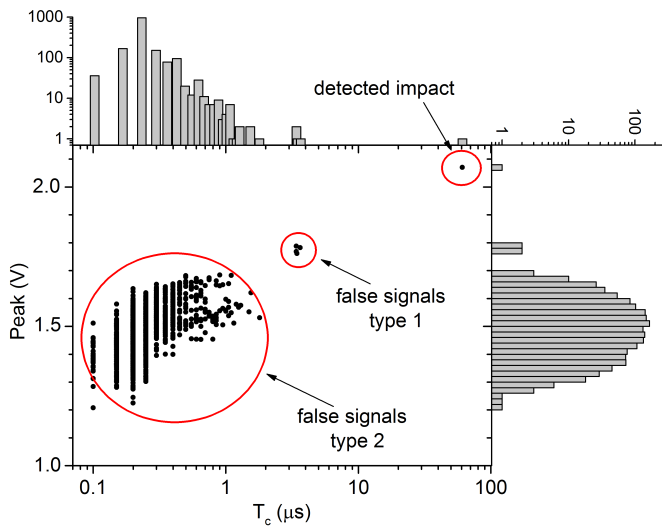 1000
100
10
1
detected impact
1
10
100
2.0
1.5
1.0
Peak (V)
false signals
type 1
false signals
type 2
0.1
1
10
100
T_c (μs)